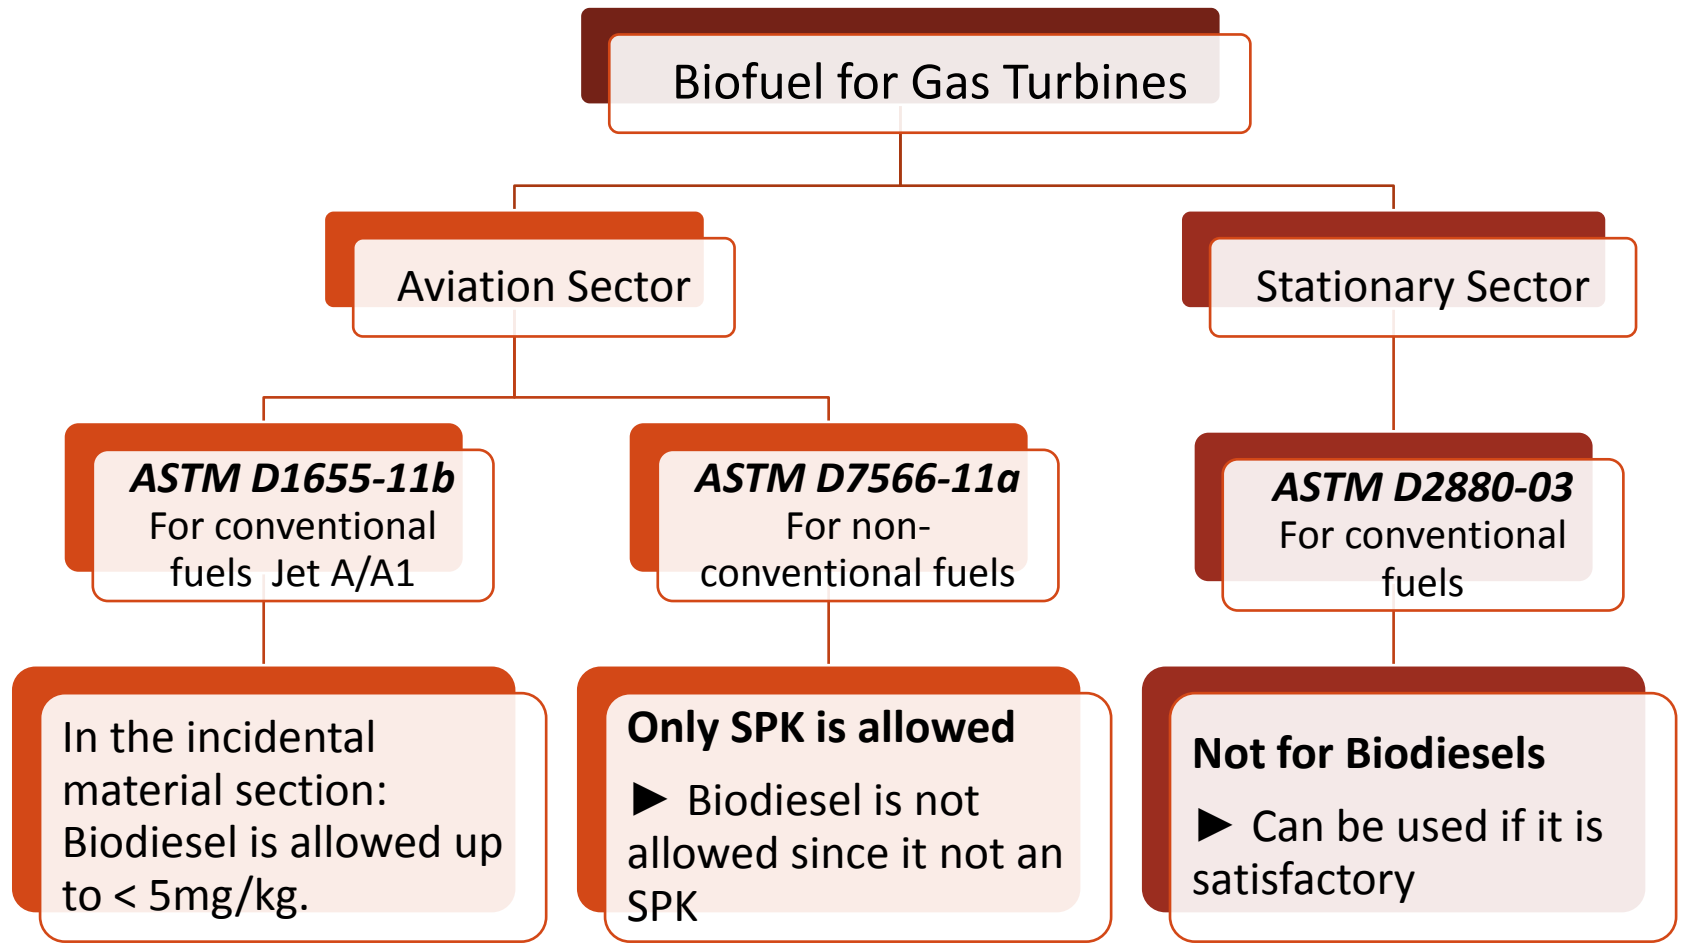 Biofuel for Gas Turbines
Aviation Sector
Stationary Sector
ASTM D1655-11b
For conventional
fuels Jet A/A1
ASTM D7566-11a
For non-
conventional fuels
ASTM D2880-03
For conventional
fuels
In the incidental
material section:
Biodiesel is allowed up
to < 5mg/kg.
Only SPK is allowed
► Biodiesel is not
allowed since it not an
SPK
Not for Biodiesels
► Can be used if it is
satisfactory